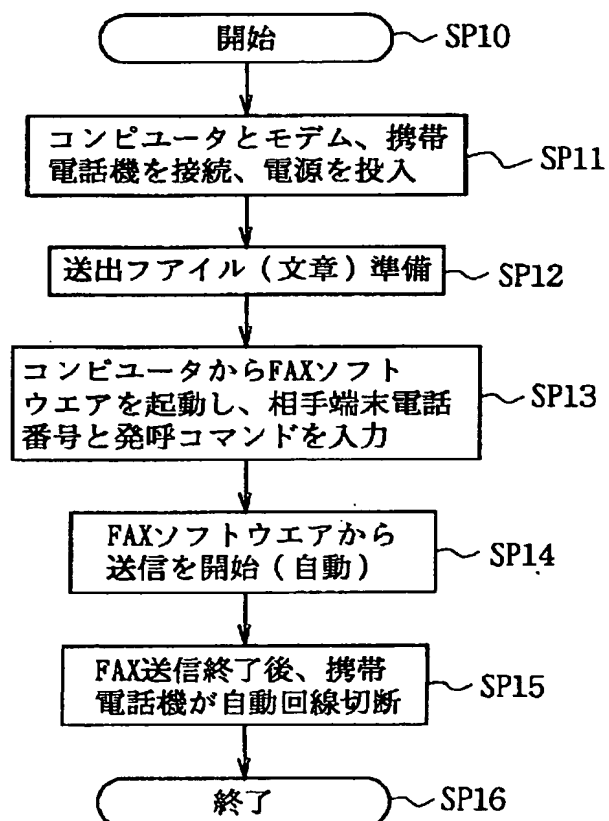 開始 SP10
コンピユータとモデム、携帯
電話機を接続、電源を投入 SP11
送出フアイル（文章）準備 SP12
コンピユータからFAXソフト
ウエアを起動し、相手端末電話 SP13
番号と発呼コマンドを入力
FAXソフトウエアから SP14
送信を開始（自動）
FAX送信終了後、携帯 SP15
電話機が自動回線切断
終了 SP16